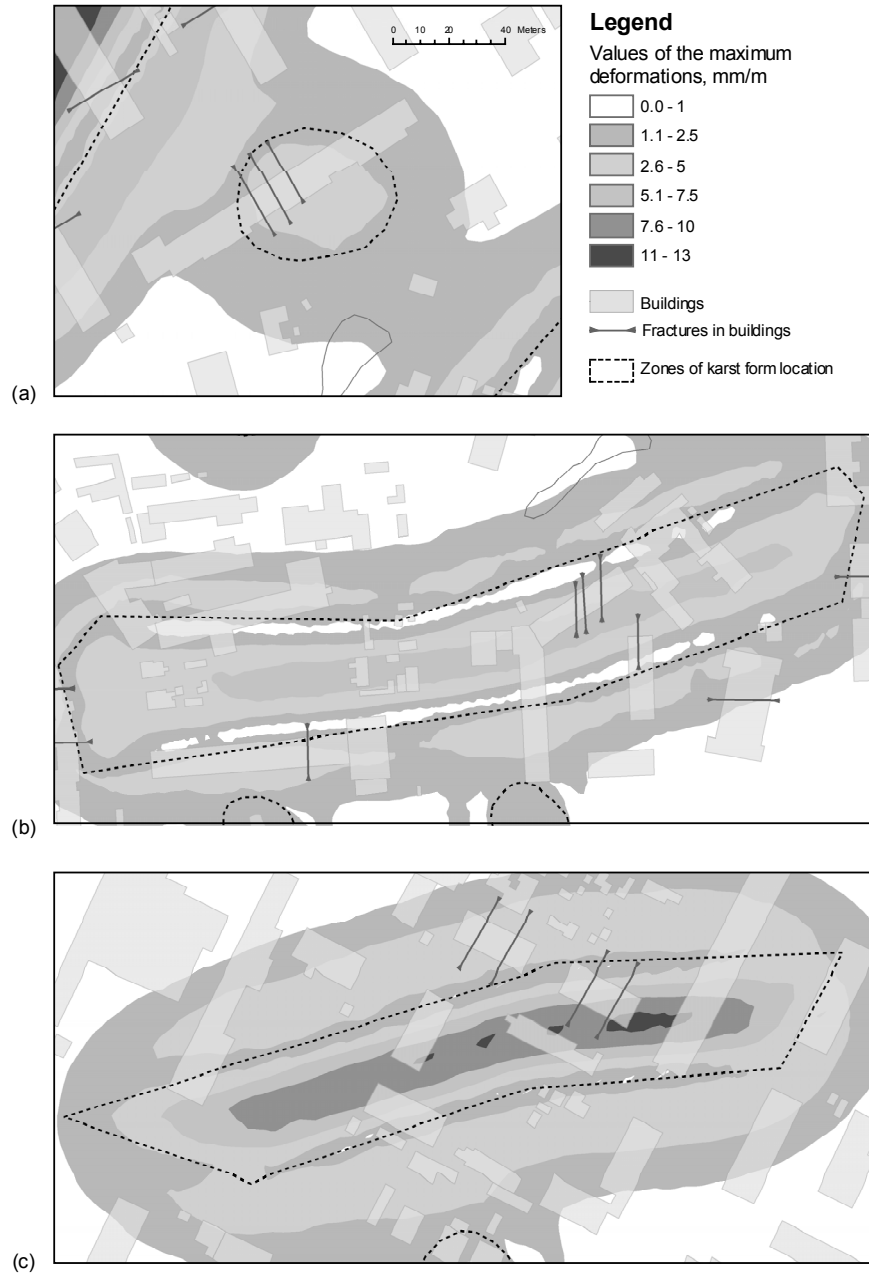 0 20 40 Meters
Legend
Values of the maximum
deformations, mm/m
0.0 - 1
1.1 - 2.5
2.6 - 5
5.1 - 7.5
7.6 - 10
11 - 13
Buildings
Fractures in buildings
Zones of karst form location
(a)
(b)
(c)